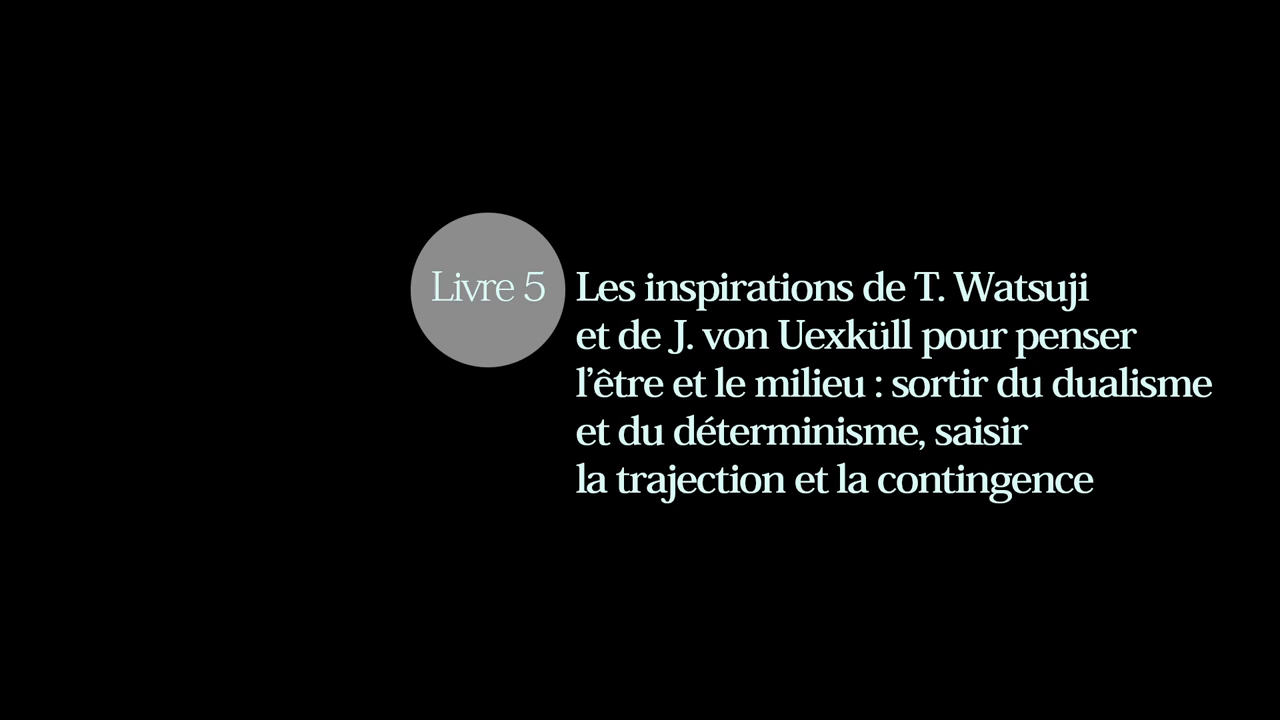 Livre 5 Les inspirations de T. Watsuji
et de J. von Uexküll pour penser
l’être et le milieu : sortir du dualisme
et du déterminisme, saisir
la trajection et la contingence